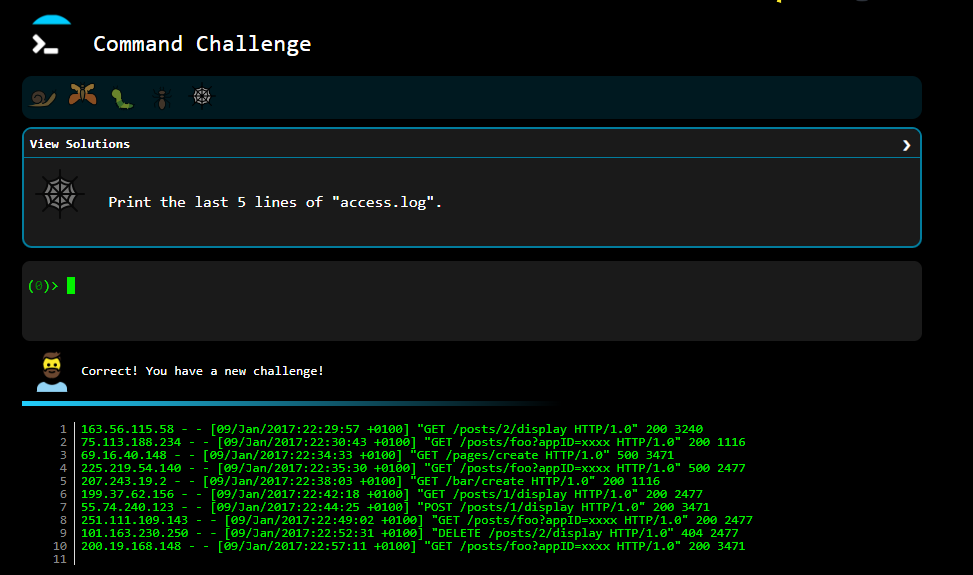 Command Challenge
View Solutions ❯
Print the last 5 lines of "access.log".
(0)>
Correct! You have a new challenge!
1 163.56.115.58 - - [09/Jan/2017:22:29:57 +0100] "GET /posts/2/display HTTP/1.0" 200 3240
2 75.113.188.234 - - [09/Jan/2017:22:30:43 +0100] "GET /posts/foo?appID=xxxx HTTP/1.0" 200 1116
3 69.16.40.148 - - [09/Jan/2017:22:34:33 +0100] "GET /pages/create HTTP/1.0" 500 3471
4 225.219.54.140 - - [09/Jan/2017:22:35:30 +0100] "GET /posts/foo?appID=xxxx HTTP/1.0" 500 2477
5 207.243.19.2 - - [09/Jan/2017:22:38:03 +0100] "GET /bar/create HTTP/1.0" 200 1116
6 199.37.62.156 - - [09/Jan/2017:22:42:18 +0100] "GET /posts/1/display HTTP/1.0" 200 2477
7 55.74.240.123 - - [09/Jan/2017:22:44:25 +0100] "POST /posts/1/display HTTP/1.0" 200 3471
8 251.111.109.143 - - [09/Jan/2017:22:49:02 +0100] "GET /posts/foo?appID=xxxx HTTP/1.0" 200 2477
9 101.163.230.250 - - [09/Jan/2017:22:52:31 +0100] "DELETE /posts/2/display HTTP/1.0" 404 2477
10 200.19.168.148 - - [09/Jan/2017:22:57:11 +0100] "GET /posts/foo?appID=xxxx HTTP/1.0" 200 3471
11